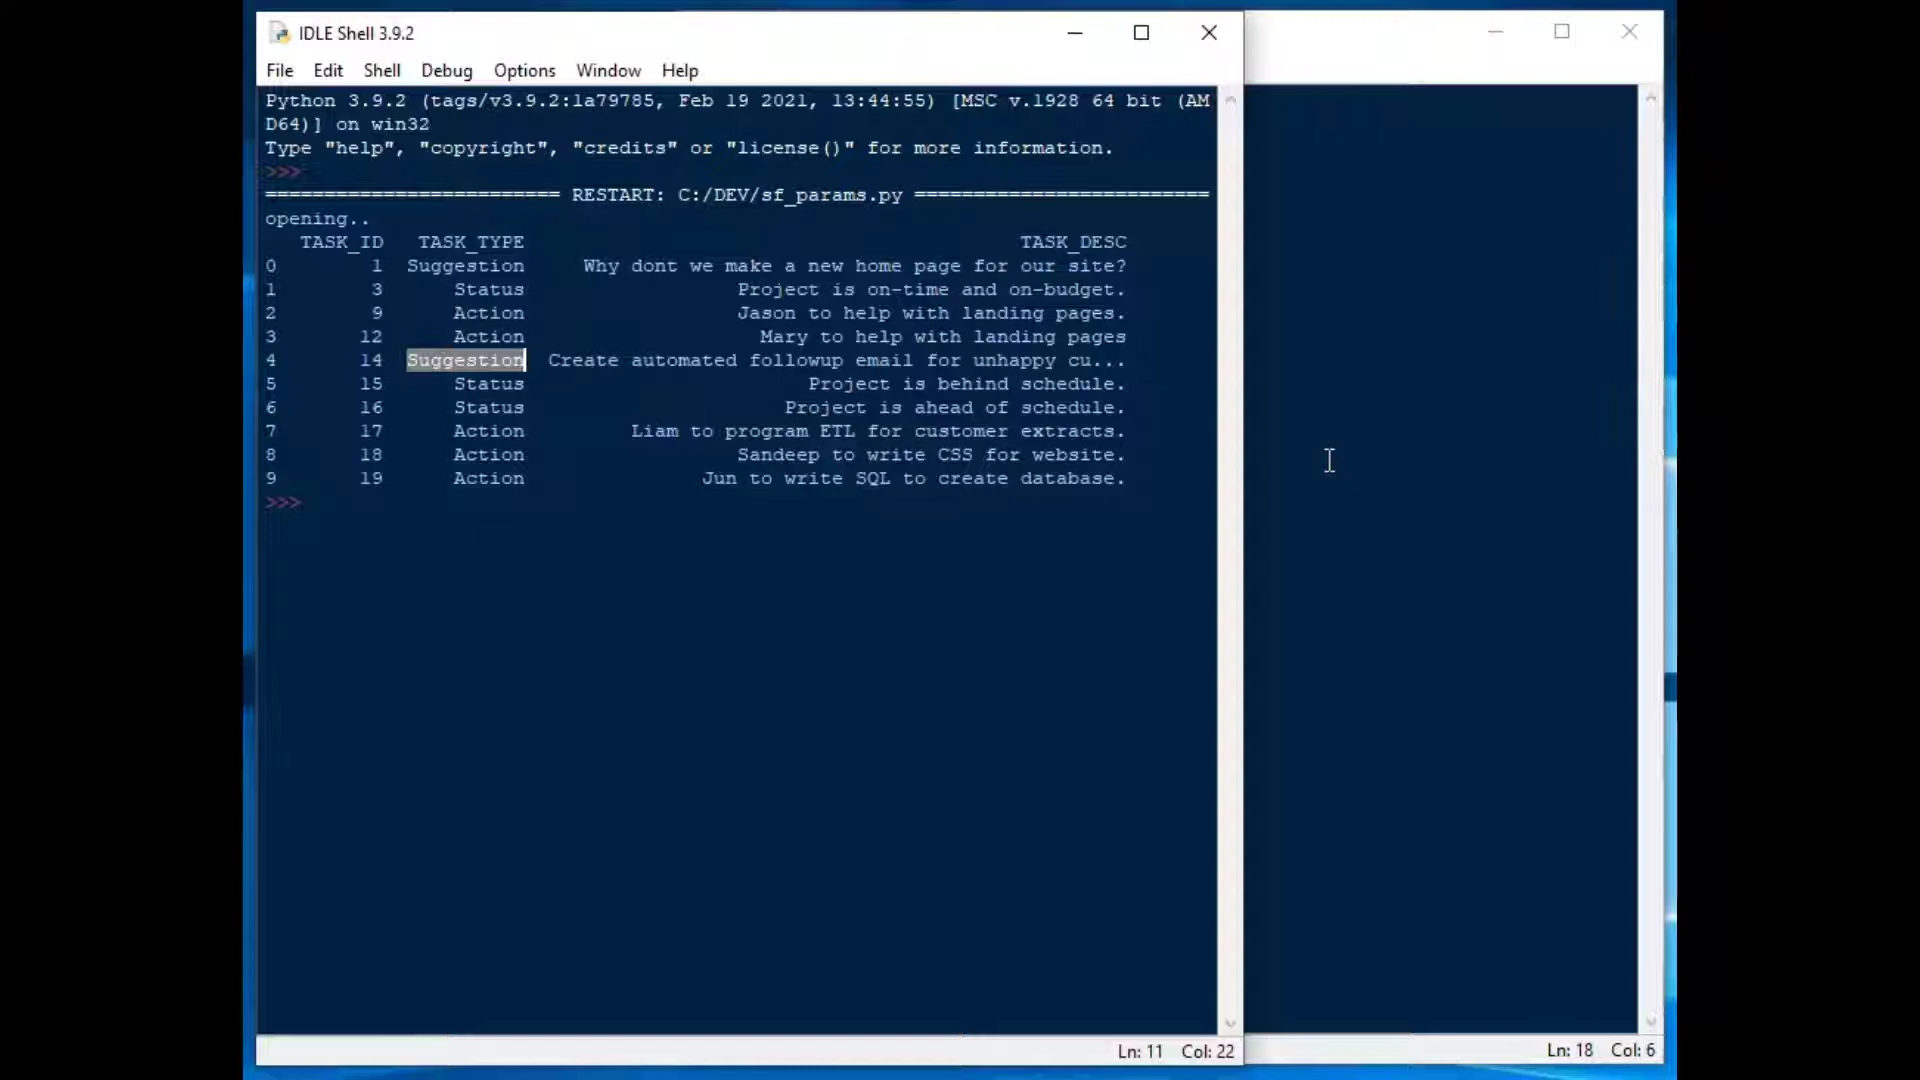 IDLE Shell 3.9.2
File Edit Shell Debug Options Window Help
Python 3.9.2 (tags/v3.9.2:1a79785, Feb 19 2021, 13:44:55) [MSC v.1928 64 bit (AM
D64)] on win32
Type "help", "copyright", "credits" or "license()" for more information.
>>>
========================= RESTART: C:/DEV/sf_params.py =========================
opening..
   TASK_ID   TASK_TYPE                                          TASK_DESC
0        1  Suggestion     Why dont we make a new home page for our site?
1        3      Status                  Project is on-time and on-budget.
2        9      Action                  Jason to help with landing pages.
3       12      Action                    Mary to help with landing pages
4       14  Suggestion  Create automated followup email for unhappy cu...
5       15      Status                        Project is behind schedule.
6       16      Status                      Project is ahead of schedule.
7       17      Action         Liam to program ETL for customer extracts.
8       18      Action                  Sandeep to write CSS for website.
9       19      Action               Jun to write SQL to create database.
>>>
Ln: 11 Col: 22
Ln: 18 Col: 6